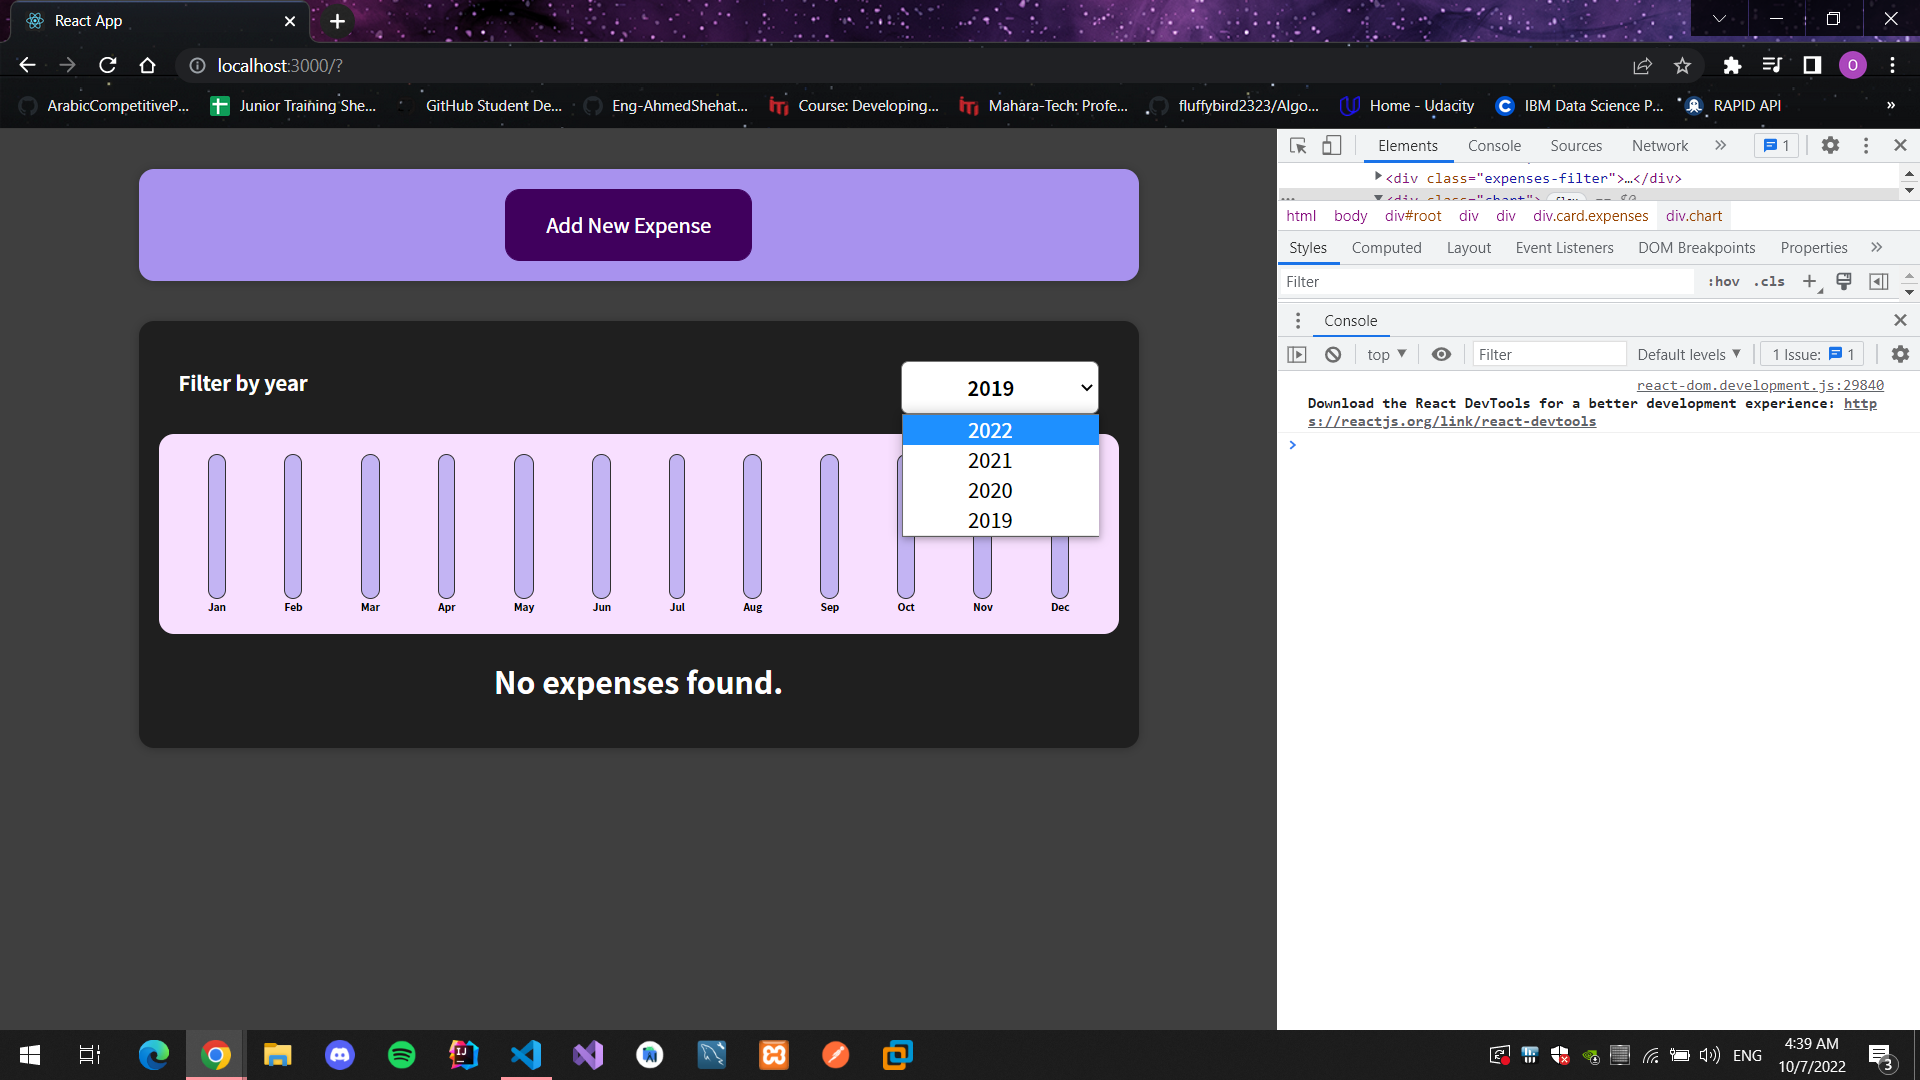 React App
localhost:3000/?
ArabicCompetitiveP...
Junior Training She...
GitHub Student De...
Eng-AhmedShehat...
Course: Developing...
Mahara-Tech: Profe...
fluffybird2323/Algo...
Home - Udacity
IBM Data Science P...
RAPID API
»
O
Add New Expense
Filter by year
2019
2022
2021
2020
2019
Jan Feb Mar Apr May Jun Jul Aug Sep Oct Nov Dec
No expenses found.
Elements Console Sources Network » 1
<div class="expenses-filter">…</div>
html body div#root div div div.card.expenses div.chart
Styles Computed Layout Event Listeners DOM Breakpoints Properties »
Filter :hov .cls
Console
top Filter Default levels 1 Issue: 1
react-dom.development.js:29840
Download the React DevTools for a better development experience: http
s://reactjs.org/link/react-devtools
ENG
4:39 AM
10/7/2022
3